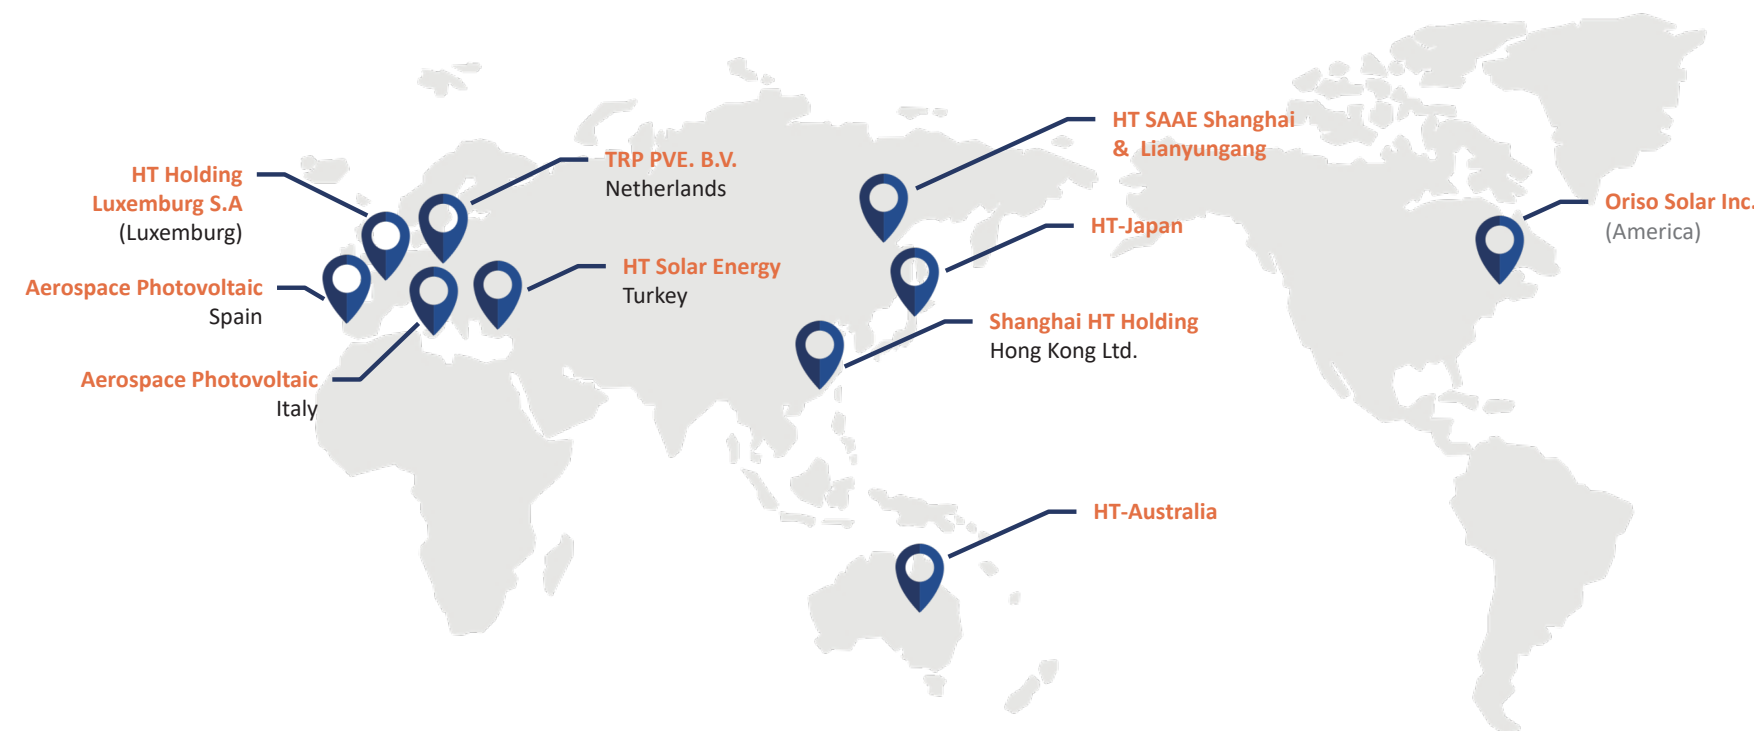 HT Holding
Luxemburg S.A
(Luxemburg)
TRP PVE. B.V.
Netherlands
Aerospace Photovoltaic
Spain
HT Solar Energy
Turkey
Aerospace Photovoltaic
Italy
HT SAAE Shanghai
& Lianyungang
HT-Japan
Shanghai HT Holding
Hong Kong Ltd.
HT-Australia
Oriso Solar Inc.
(America)